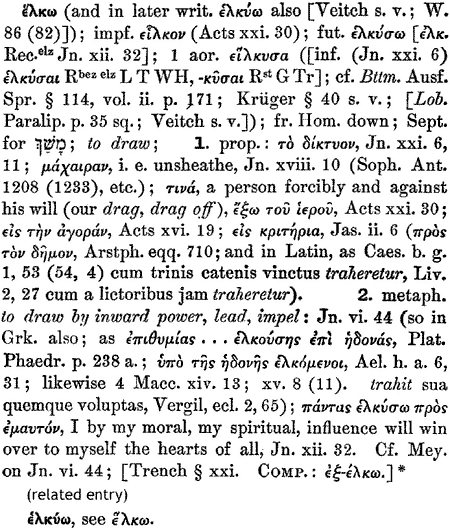 ἕλκω (and in later writ. ἑλκύω also [Veitch s. v.; W.
86 (82)]); impf. εἷλκον (Acts xxi. 30); fut. ἑλκύσω [ἑλκ.
Rec.elz Jn. xii. 32]; 1 aor. εἵλκυσα ([inf. (Jn. xxi. 6)
ἑλκύσαι Rbez elz L T WH, -κῦσαι Rst G Tr]; cf. Bttm. Ausf.
Spr. § 114, vol. ii. p. 171; Krüger § 40 s. v.; [Lob.
Paralip. p. 35 sq.; Veitch s. v.]); fr. Hom. down; Sept.
for מָשַׁךְ; to draw; 1. prop.: τὸ δίκτυον, Jn. xxi. 6,
11; μάχαιραν, i. e. unsheathe, Jn. xviii. 10 (Soph. Ant.
1208 (1233), etc.); τινά, a person forcibly and against
his will (our drag, drag off), ἔξω τοῦ ἱεροῦ, Acts xxi. 30;
εἰς τὴν ἀγοράν, Acts xvi. 19; εἰς κριτήρια, Jas. ii. 6 (πρὸς
τὸν δῆμον, Arstph. eqq. 710; and in Latin, as Caes. b. g.
1, 53 (54, 4) cum trinis catenis vinctus traheretur, Liv.
2, 27 cum a lictoribus jam traheretur). 2. metaph.
to draw by inward power, lead, impel: Jn. vi. 44 (so in
Grk. also; as ἐπιθυμίας . . . ἑλκούσης ἐπὶ ἡδονάς, Plat.
Phaedr. p. 238 a.; ὑπὸ τῆς ἡδονῆς ἑλκόμενοι, Ael. h. a. 6,
31; likewise 4 Macc. xiv. 13; xv. 8 (11). trahit sua
quemque voluptas, Vergil, ecl. 2, 65); πάντας ἑλκύσω πρὸς
ἐμαυτόν, I by my moral, my spiritual, influence will win
over to myself the hearts of all, Jn. xii. 32. Cf. Mey.
on Jn. vi. 44; [Trench § xxi. COMP.: ἐξ-έλκω.]*
(related entry)
ἑλκύω, see ἕλκω.